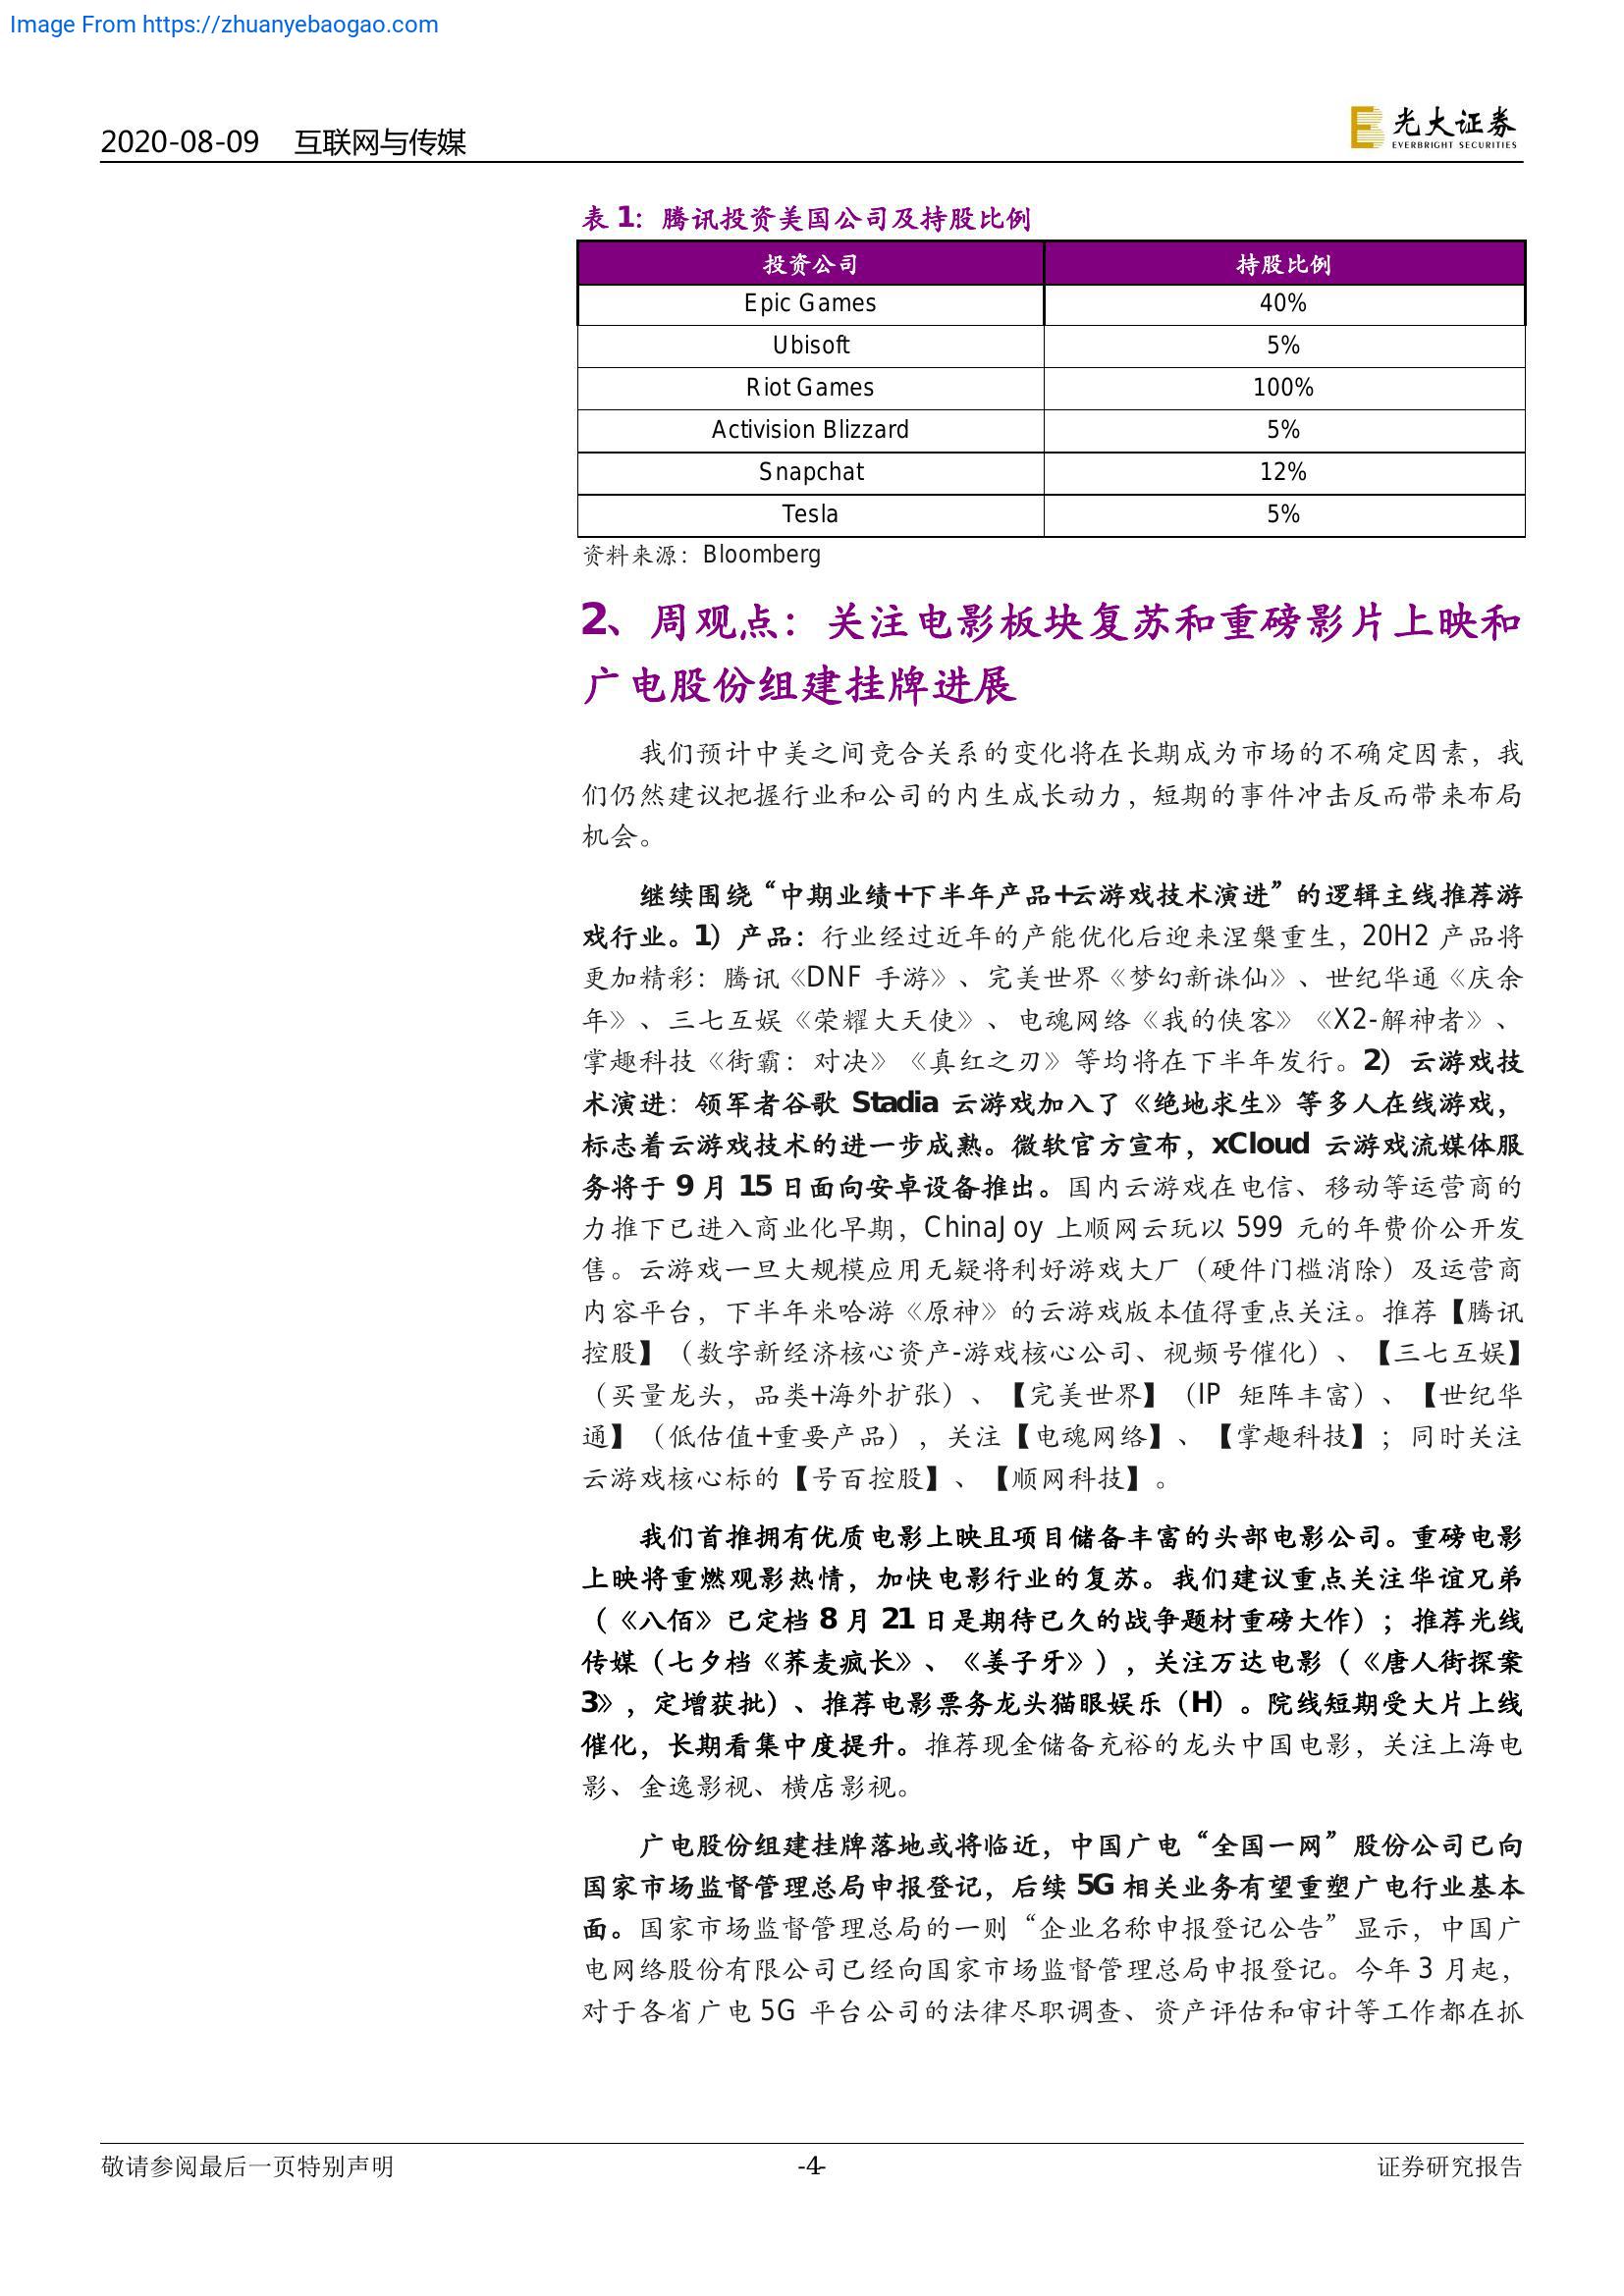 Image From https://zhuanyebaogao.com
2020-08-09 互联网与传媒
光大证券
EVERBRIGHT SECURITIES
表 1：腾讯投资美国公司及持股比例
投资公司 持股比例
Epic Games 40%
Ubisoft 5%
Riot Games 100%
Activision Blizzard 5%
Snapchat 12%
Tesla 5%
资料来源：Bloomberg
2、周观点：关注电影板块复苏和重磅影片上映和
广电股份组建挂牌进展
我们预计中美之间竞合关系的变化将在长期成为市场的不确定因素，我
们仍然建议把握行业和公司的内生成长动力，短期的事件冲击反而带来布局
机会。
继续围绕“中期业绩+下半年产品+云游戏技术演进”的逻辑主线推荐游
戏行业。1）产品：行业经过近年的产能优化后迎来涅槃重生，20H2 产品将
更加精彩：腾讯《DNF 手游》、完美世界《梦幻新诛仙》、世纪华通《庆余
年》、三七互娱《荣耀大天使》、电魂网络《我的侠客》《X2-解神者》、
掌趣科技《街霸：对决》《真红之刃》等均将在下半年发行。2）云游戏技
术演进：领军者谷歌 Stadia 云游戏加入了《绝地求生》等多人在线游戏，
标志着云游戏技术的进一步成熟。微软官方宣布，xCloud 云游戏流媒体服
务将于 9 月 15 日面向安卓设备推出。国内云游戏在电信、移动等运营商的
力推下已进入商业化早期，ChinaJoy 上顺网云玩以 599 元的年费价公开发
售。云游戏一旦大规模应用无疑将利好游戏大厂（硬件门槛消除）及运营商
内容平台，下半年米哈游《原神》的云游戏版本值得重点关注。推荐【腾讯
控股】（数字新经济核心资产-游戏核心公司、视频号催化）、【三七互娱】
（买量龙头，品类+海外扩张）、【完美世界】（IP 矩阵丰富）、【世纪华
通】（低估值+重要产品），关注【电魂网络】、【掌趣科技】；同时关注
云游戏核心标的【号百控股】、【顺网科技】。
我们首推拥有优质电影上映且项目储备丰富的头部电影公司。重磅电影
上映将重燃观影热情，加快电影行业的复苏。我们建议重点关注华谊兄弟
（《八佰》已定档 8 月 21 日是期待已久的战争题材重磅大作）；推荐光线
传媒（七夕档《荞麦疯长》、《姜子牙》），关注万达电影（《唐人街探案
3》，定增获批）、推荐电影票务龙头猫眼娱乐（H）。院线短期受大片上线
催化，长期看集中度提升。推荐现金储备充裕的龙头中国电影，关注上海电
影、金逸影视、横店影视。
广电股份组建挂牌落地或将临近，中国广电“全国一网”股份公司已向
国家市场监督管理总局申报登记，后续 5G 相关业务有望重塑广电行业基本
面。国家市场监督管理总局的一则“企业名称申报登记公告”显示，中国广
电网络股份有限公司已经向国家市场监督管理总局申报登记。今年 3 月起，
对于各省广电 5G 平台公司的法律尽职调查、资产评估和审计等工作都在抓
敬请参阅最后一页特别声明 -4- 证券研究报告